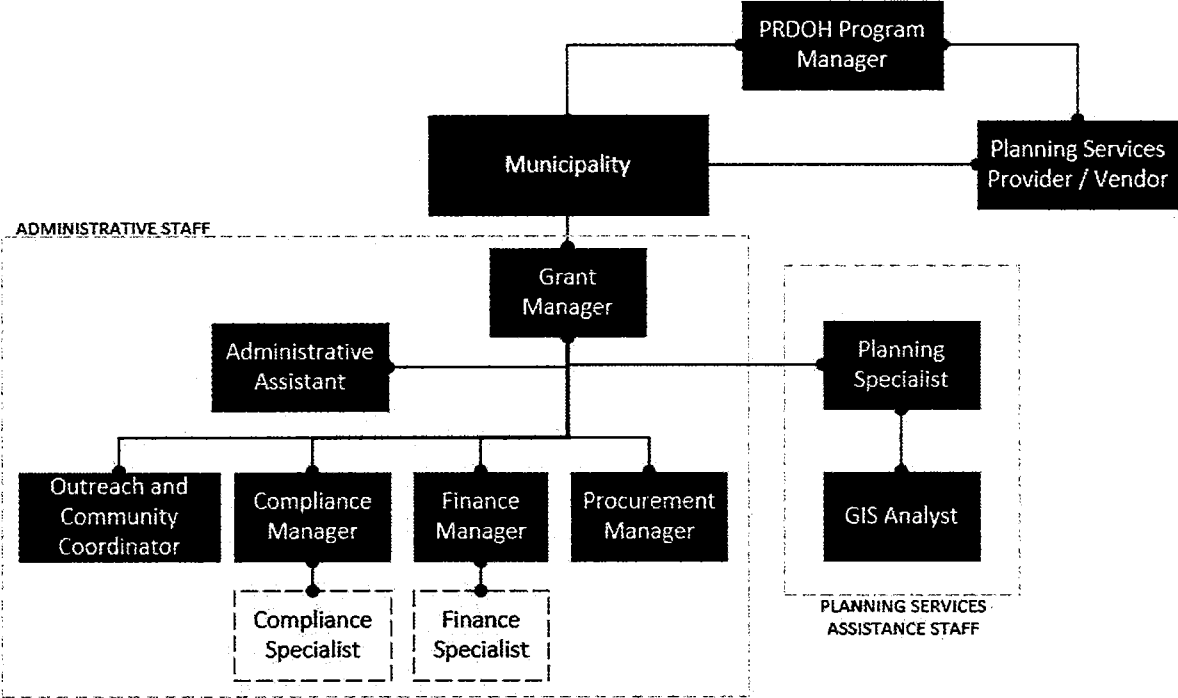 PRDOH Program
Manager
Municipality
Planning Services
Provider / Vendor
ADMINISTRATIVE STAFF
Grant
Manager
Administrative
Assistant
Planning
Specialist
Outreach and
Community
Coordinator
Compliance
Manager
Finance
Manager
Procurement
Manager
GIS Analyst
Compliance
Specialist
Finance
Specialist
PLANNING SERVICES
ASSISTANCE STAFF